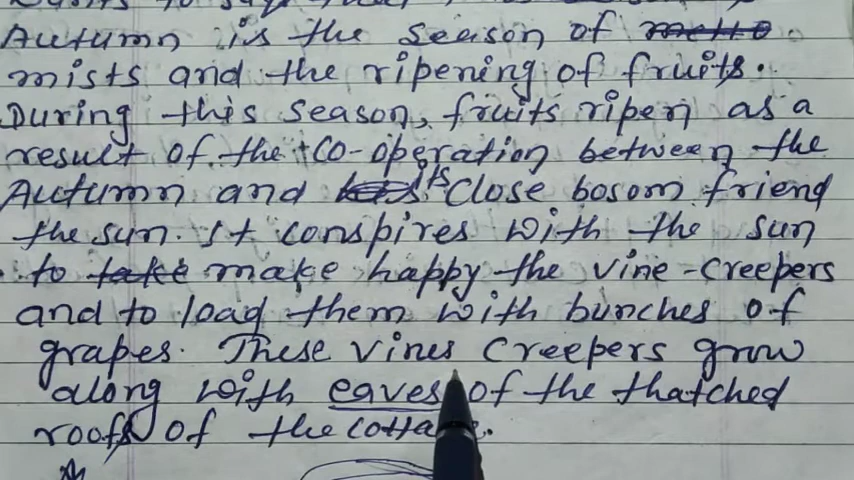 Autumn is the season of
mists and the ripening of fruits.
During this season, fruits ripen as a
result of the Co-operation between the
Autumn and its Close bosom friend
the sun. It conspires with the sun
to take make happy the vine-creepers
and to load them with bunches of
grapes. These vines creepers grow
along with eaves of the thatched
roofs of the